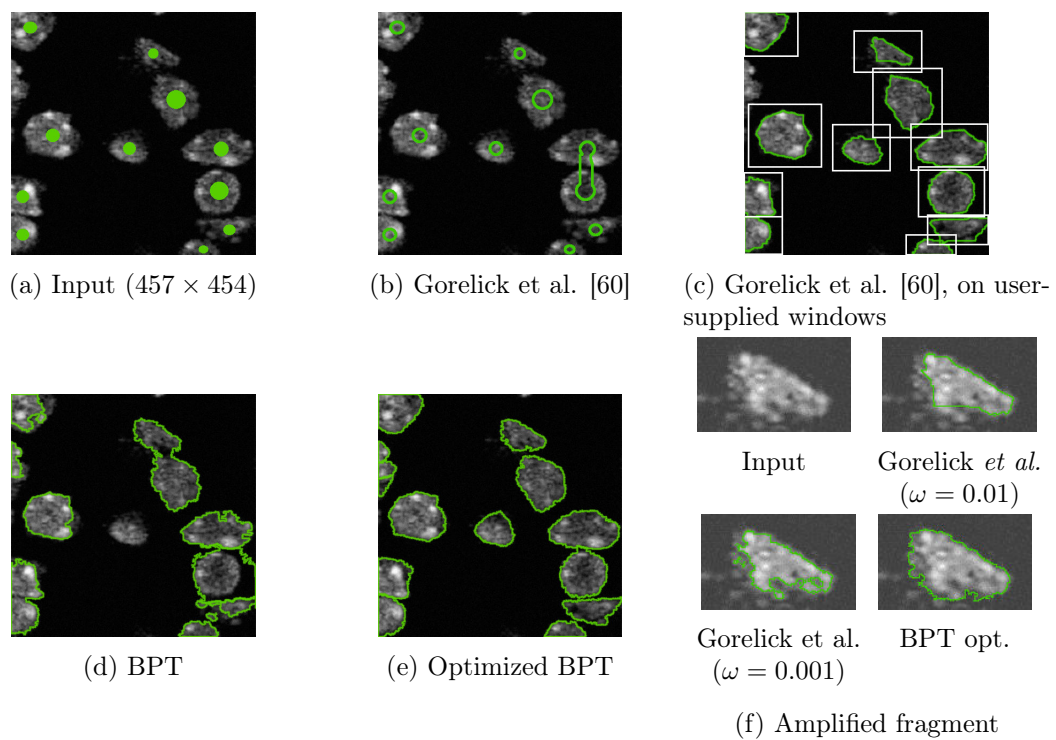 (a) Input (457 × 454)
(b) Gorelick et al. [60]
(c) Gorelick et al. [60], on user-
supplied windows
Input
Gorelick et al.
(ω = 0.01)
Gorelick et al.
(ω = 0.001)
BPT opt.
(d) BPT
(e) Optimized BPT
(f) Amplified fragment